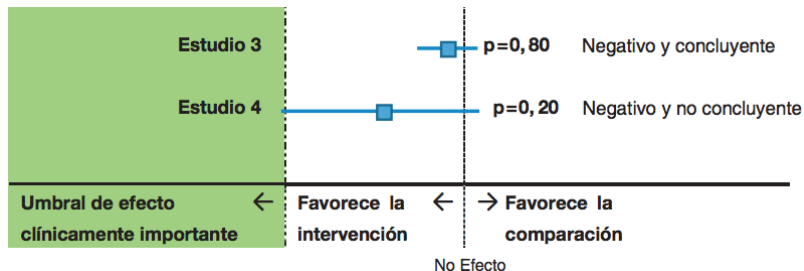 Estudio 3 p=0,80 Negativo y concluyente
Estudio 4 p=0,20 Negativo y no concluyente
Umbral de efecto ← Favorece la ← → Favorece la
clínicamente importante intervención comparación
No Efecto